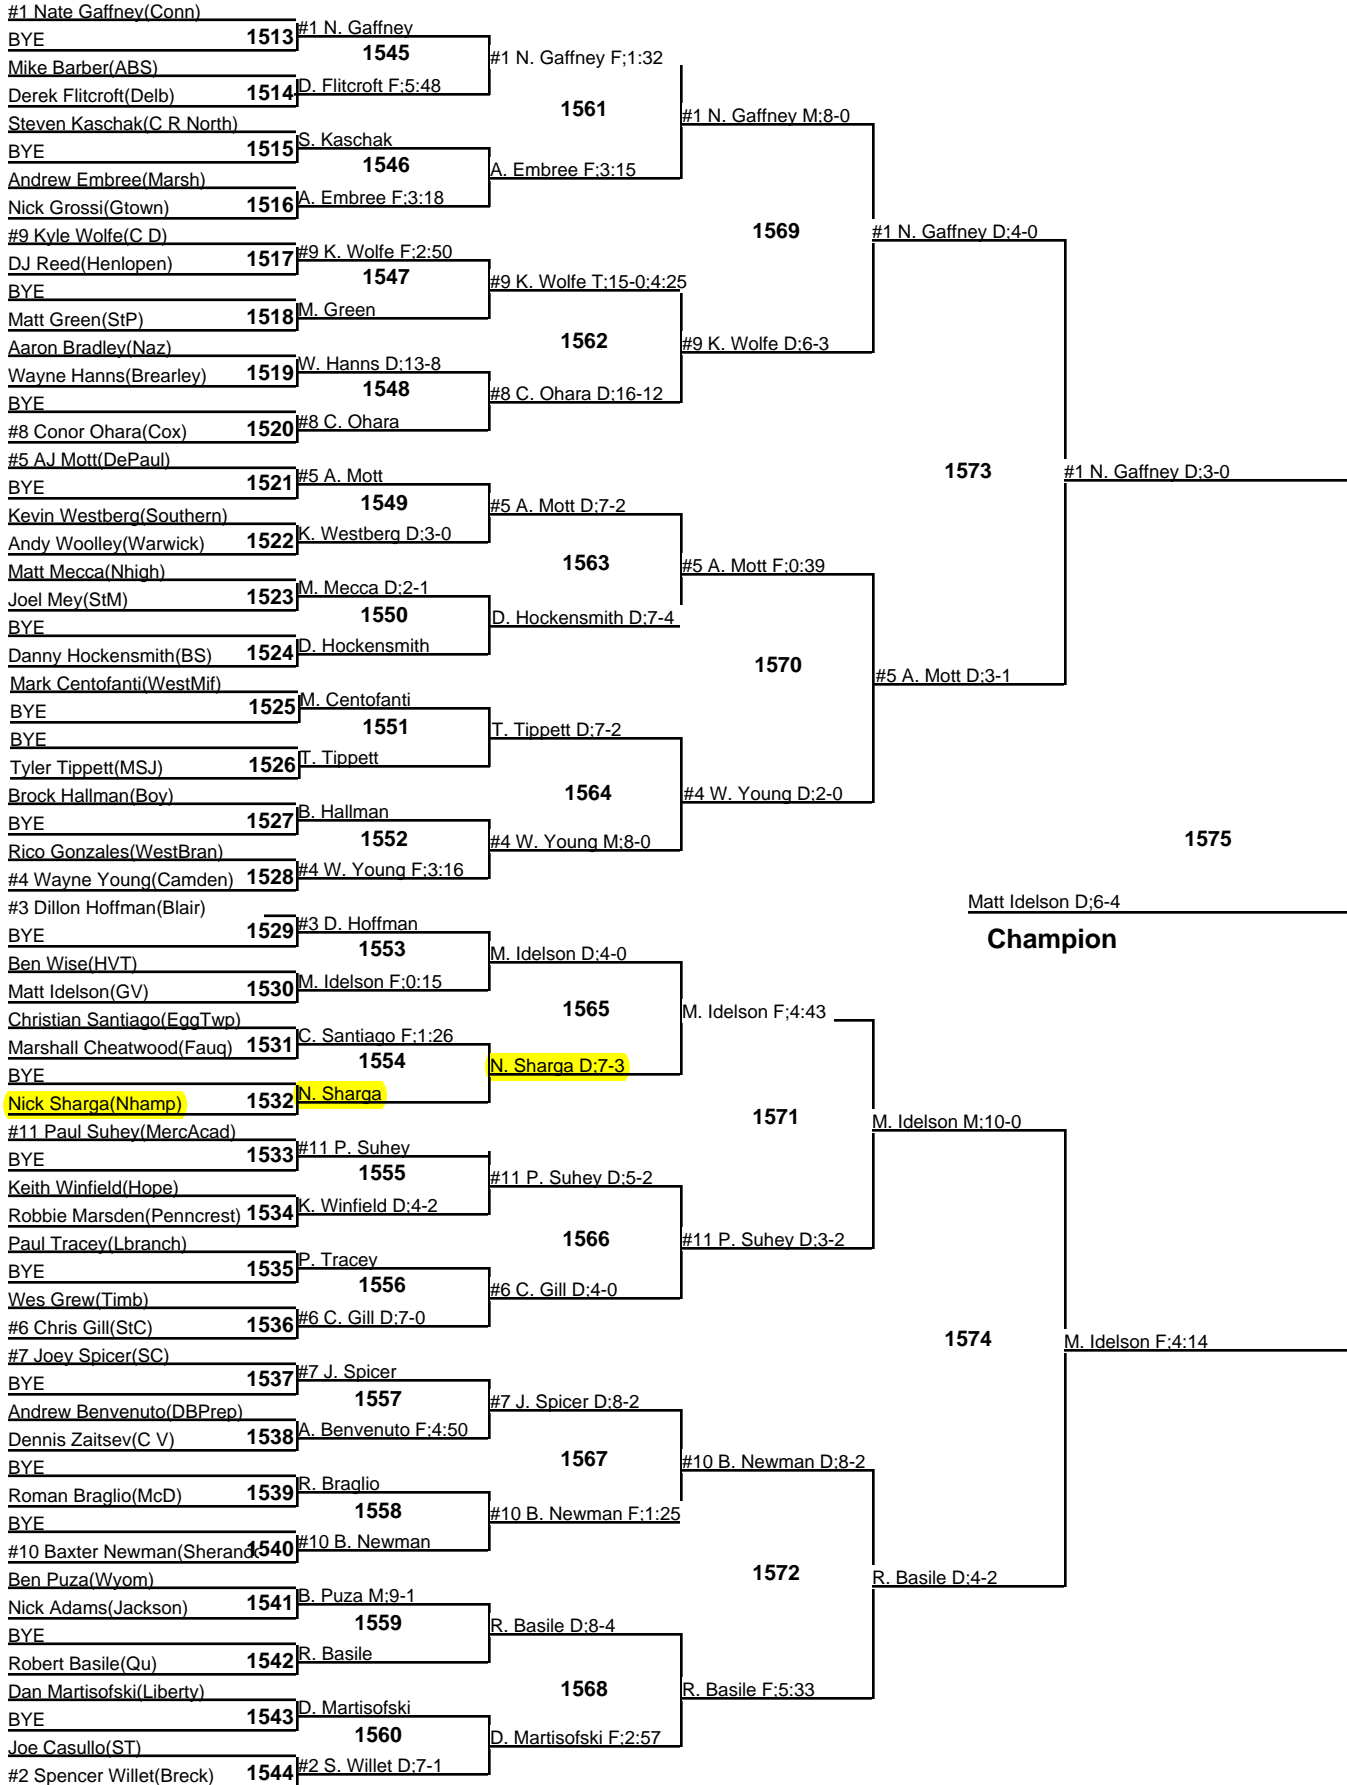 #1 Nate Gaffney(Conn)
BYE
1513
Mike Barber(ABS)
Derek Flitcroft(Delb)
1514
Steven Kaschak(C R North)
BYE
1515
Andrew Embree(Marsh)
Nick Grossi(Gtown)
1516
#9 Kyle Wolfe(C D)
DJ Reed(Henlopen)
1517
BYE
Matt Green(StP)
1518
Aaron Bradley(Naz)
Wayne Hanns(Brearley)
1519
BYE
#8 Conor Ohara(Cox)
1520
#5 AJ Mott(DePaul)
BYE
1521
Kevin Westberg(Southern)
Andy Woolley(Warwick)
1522
Matt Mecca(Nhigh)
Joel Mey(StM)
1523
BYE
Danny Hockensmith(BS)
1524
Mark Centofanti(WestMif)
BYE
1525
BYE
Tyler Tippett(MSJ)
1526
Brock Hallman(Boy)
BYE
1527
Rico Gonzales(WestBran)
#4 Wayne Young(Camden)
1528
#3 Dillon Hoffman(Blair)
BYE
1529
Ben Wise(HVT)
Matt Idelson(GV)
1530
Christian Santiago(EggTwp)
Marshall Cheatwood(Fauq)
1531
BYE
Nick Sharga(Nhamp)
1532
#11 Paul Suhey(MercAcad)
BYE
1533
Keith Winfield(Hope)
Robbie Marsden(Penncrest)
1534
Paul Tracey(Lbranch)
BYE
1535
Wes Grew(Timb)
#6 Chris Gill(StC)
1536
#7 Joey Spicer(SC)
BYE
1537
Andrew Benvenuto(DBPrep)
Dennis Zaitsev(C V)
1538
BYE
Roman Braglio(McD)
1539
BYE
#10 Baxter Newman(Sherando
1540
Ben Puza(Wyom)
Nick Adams(Jackson)
1541
BYE
Robert Basile(Qu)
1542
Dan Martisofski(Liberty)
BYE
1543
Joe Casullo(ST)
#2 Spencer Willet(Breck)
1544
#1 N. Gaffney
1545
D. Flitcroft F;5:48
S. Kaschak
1546
A. Embree F;3:18
#9 K. Wolfe F;2:50
1547
M. Green
W. Hanns D;13-8
1548
#8 C. Ohara
#5 A. Mott
1549
K. Westberg D;3-0
M. Mecca D;2-1
1550
D. Hockensmith
M. Centofanti
1551
T. Tippett
B. Hallman
1552
#4 W. Young F;3:16
#3 D. Hoffman
1553
M. Idelson F;0:15
C. Santiago F;1:26
1554
N. Sharga
#11 P. Suhey
1555
K. Winfield D;4-2
P. Tracey
1556
#6 C. Gill D;7-0
#7 J. Spicer
1557
A. Benvenuto F;4:50
R. Braglio
1558
#10 B. Newman
B. Puza M;9-1
1559
R. Basile
D. Martisofski
1560
#2 S. Willet D;7-1
#1 N. Gaffney F;1:32
1561
A. Embree F;3:15
#9 K. Wolfe T;15-0;4:25
1562
#8 C. Ohara D;16-12
#5 A. Mott D;7-2
1563
D. Hockensmith D;7-4
T. Tippett D;7-2
1564
#4 W. Young M;8-0
M. Idelson D;4-0
1565
N. Sharga D;7-3
#11 P. Suhey D;5-2
1566
#6 C. Gill D;4-0
#7 J. Spicer D;8-2
1567
#10 B. Newman F;1:25
R. Basile D;8-4
1568
D. Martisofski F;2:57
#1 N. Gaffney M;8-0
1569
#9 K. Wolfe D;6-3
#5 A. Mott F;0:39
1570
#4 W. Young D;2-0
M. Idelson F;4:43
1571
#11 P. Suhey D;3-2
#10 B. Newman D;8-2
1572
R. Basile F;5:33
#1 N. Gaffney D;4-0
1573
#5 A. Mott D;3-1
M. Idelson M;10-0
1574
R. Basile D;4-2
#1 N. Gaffney D;3-0
1575
M. Idelson F;4:14
Matt Idelson D;6-4
Champion